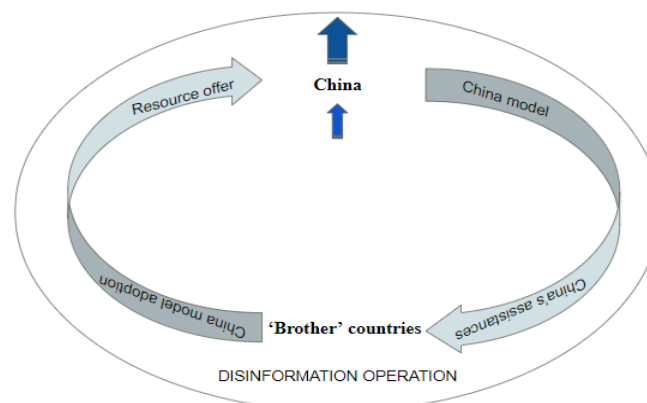 Resource offer
China
China model
China model adoption
‘Brother’ countries
China's assistances
DISINFORMATION OPERATION